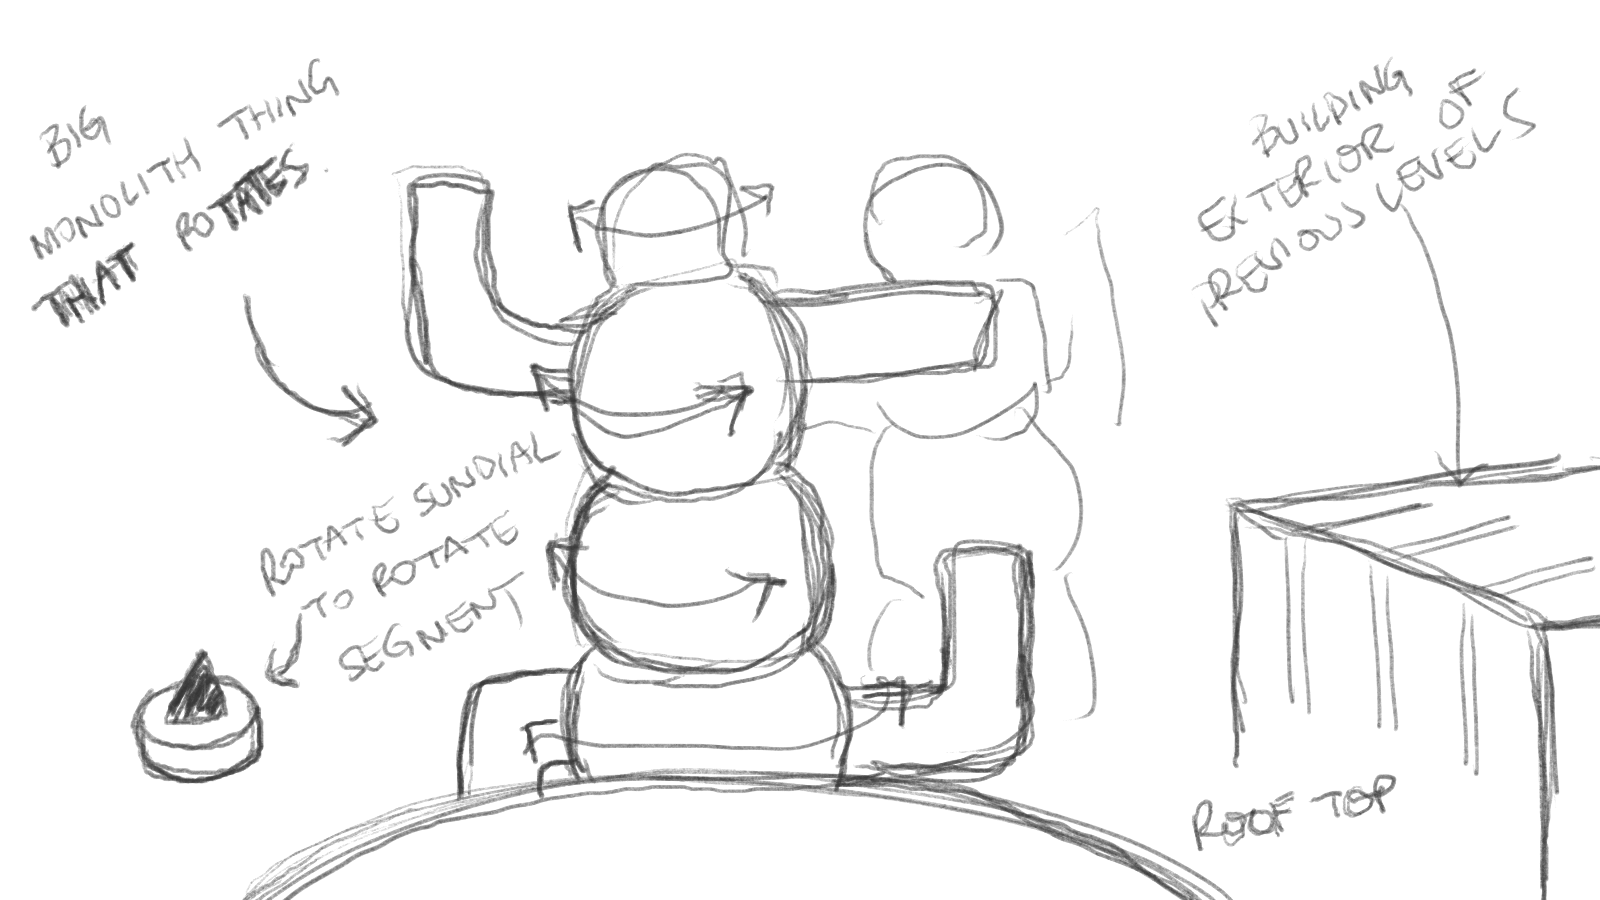 BIG
MONOLITH THING
THAT ROTATES.
ROTATE SUNDIAL
TO ROTATE
SEGMENT
BUILDING
EXTERIOR OF
PREVIOUS LEVELS
ROOF TOP